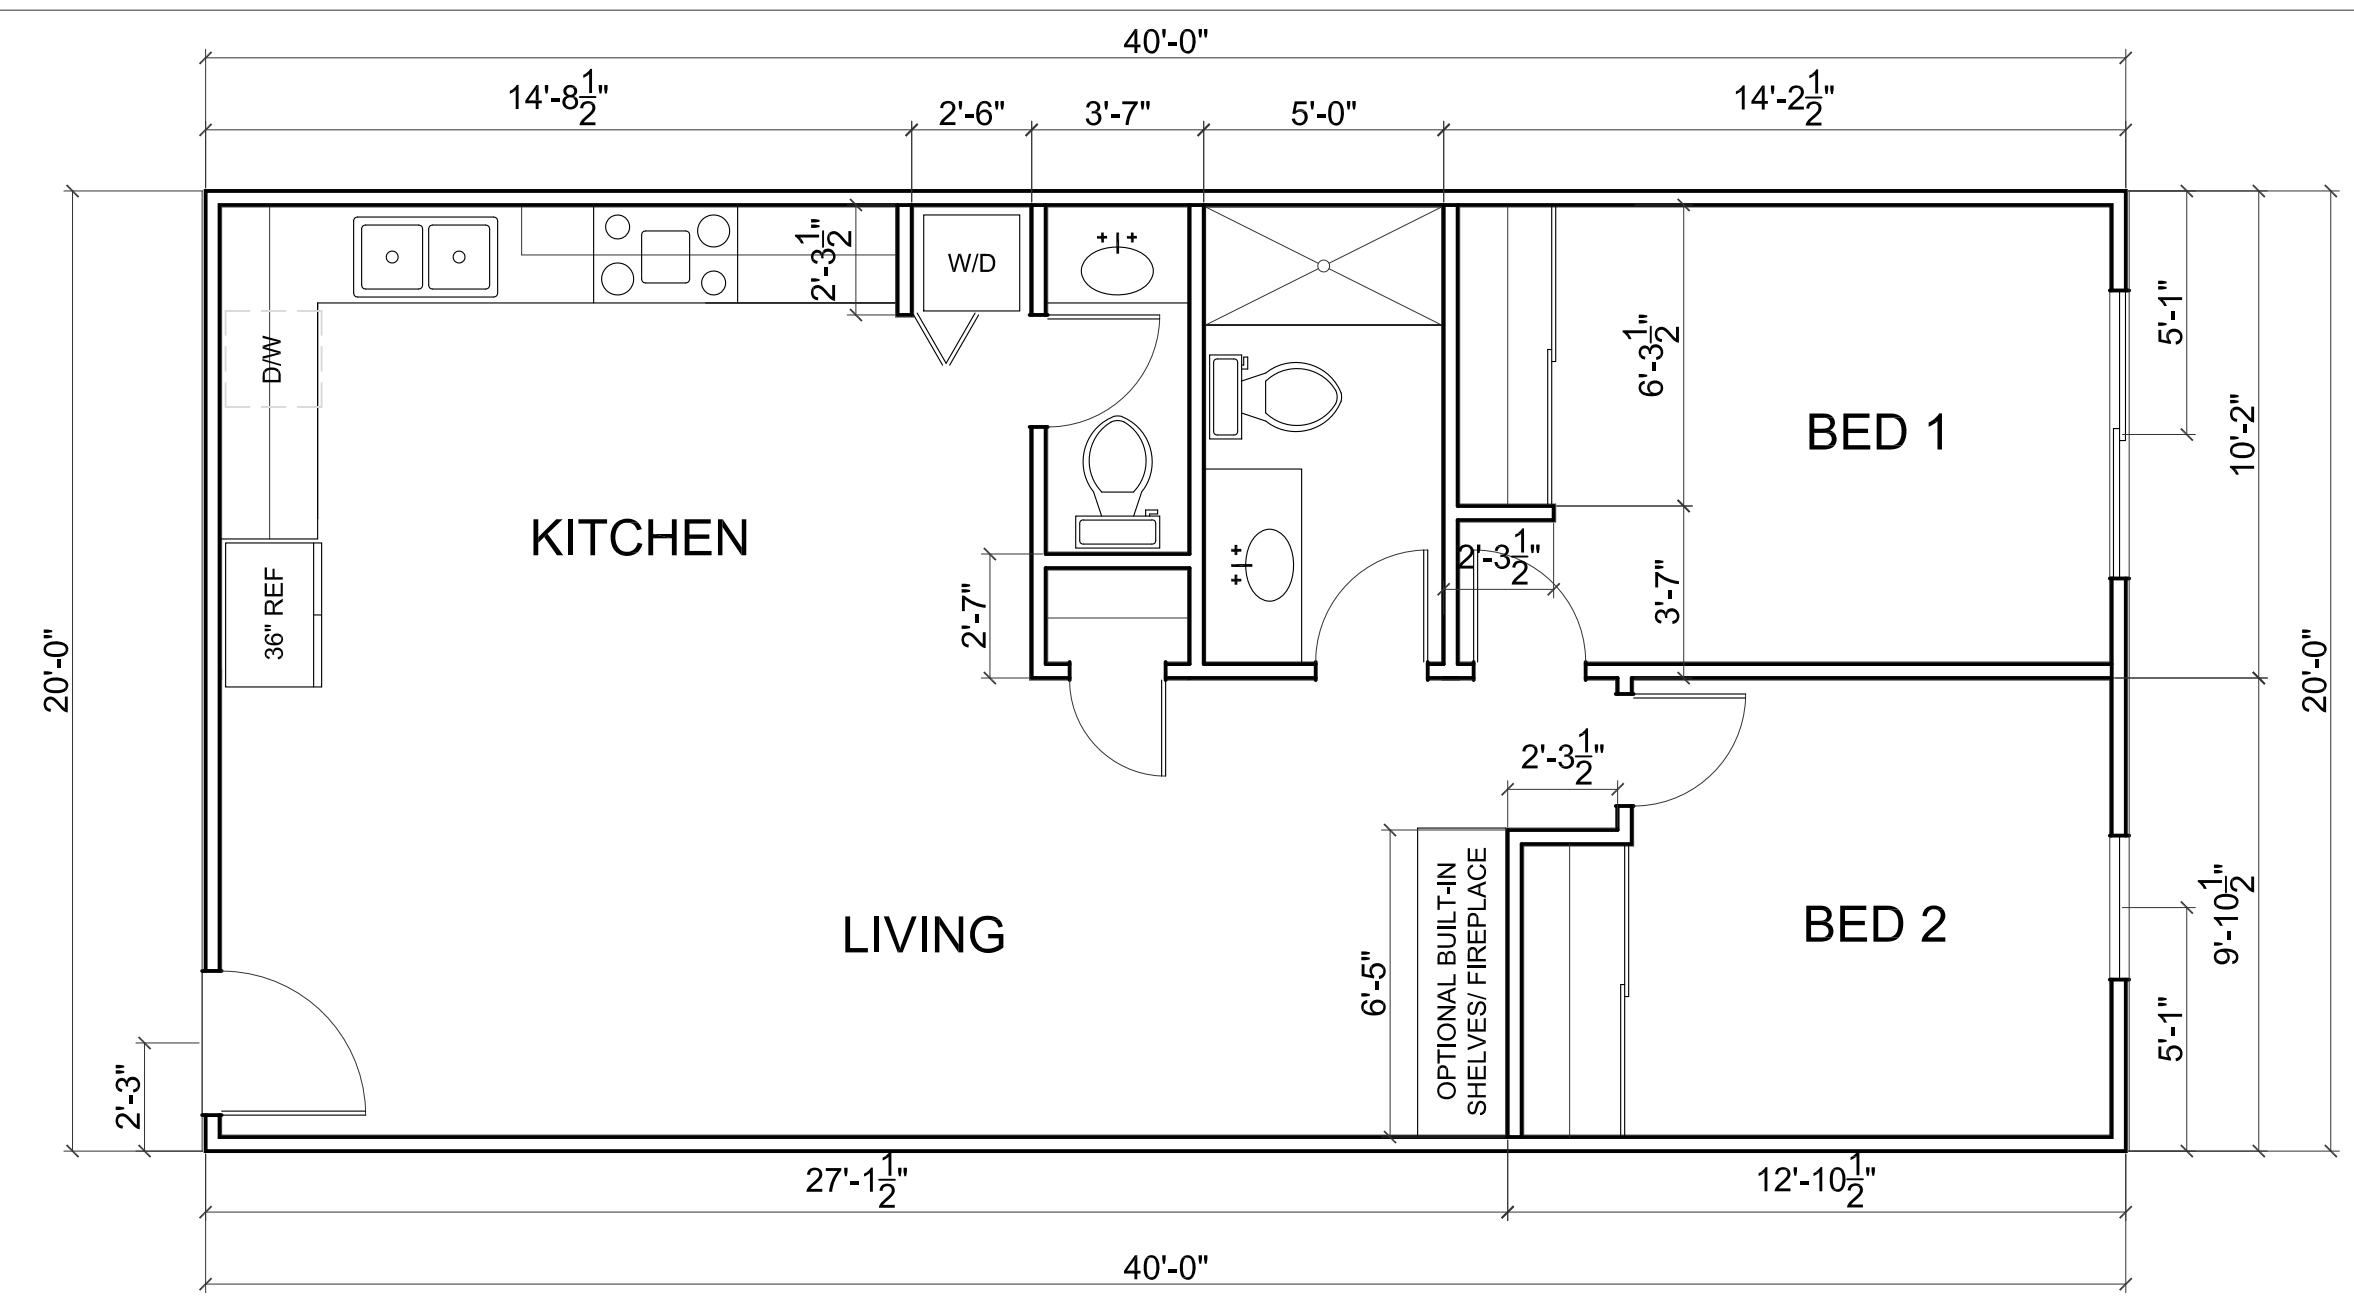 40'-0"
14'-8 1/2"
2'-6"
3'-7"
5'-0"
14'-2 1/2"
2'-3 1/2"
W/D
6'-3 1/2"
5'-1"
D/W
BED 1
10'-2"
KITCHEN
2'-3 1/2"
36" REF
2'-7"
3'-7"
20'-0"
20'-0"
2'-3 1/2"
LIVING
BED 2
OPTIONAL BUILT-IN
SHELVES/ FIREPLACE
6'-5"
9'-10 1/2"
5'-1"
2'-3"
27'-1 1/2"
12'-10 1/2"
40'-0"